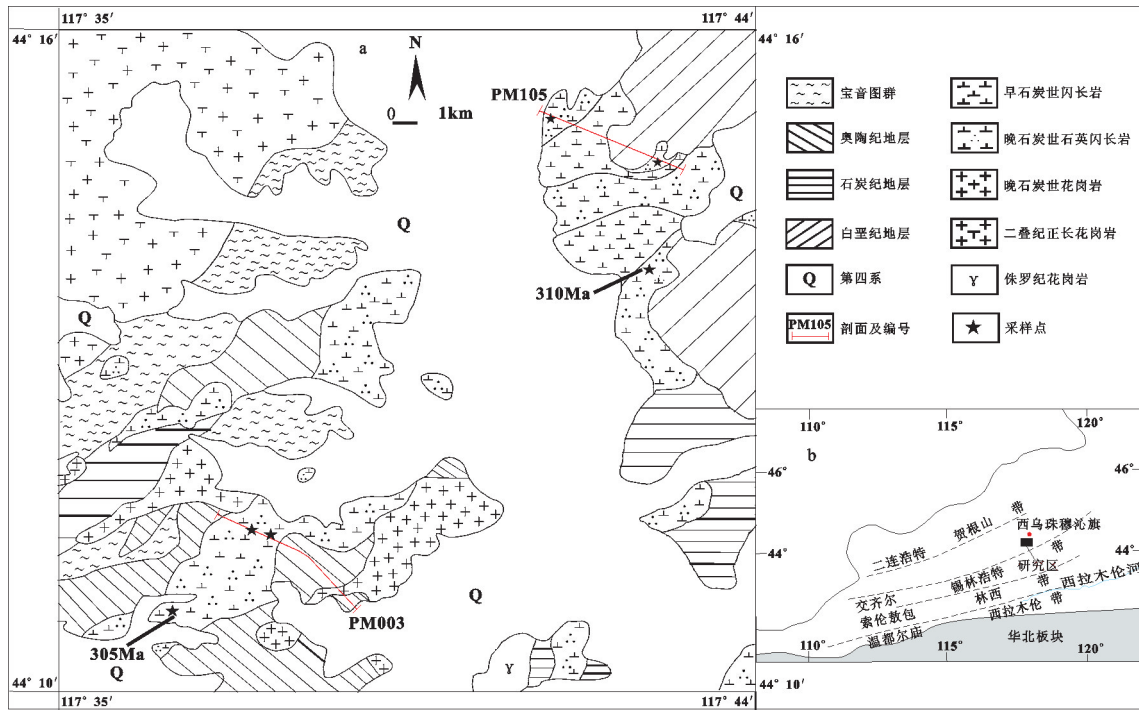 117° 35′
117° 44′
44° 16′
44° 16′
a
N
0 1km
PM105
Q
Q
310Ma
Q
PM003
305Ma
Q
Q
γ
44° 10′
44° 10′
117° 35′
117° 44′
宝音图群
早石炭世闪长岩
奥陶纪地层
晚石炭世石英闪长岩
石炭纪地层
晚石炭世花岗岩
白垩纪地层
二叠纪正长花岗岩
Q 第四系
γ 侏罗纪花岗岩
PM105 剖面及编号
采样点
b
110° 115° 120°
46° 46°
44° 44°
二连浩特 贺根山 带
西乌珠穆沁旗
研究区
交齐尔 锡林浩特 带
索伦敖包 林西 带
温都尔庙 西拉木伦 带
西拉木伦河
华北板块
110° 115° 120°